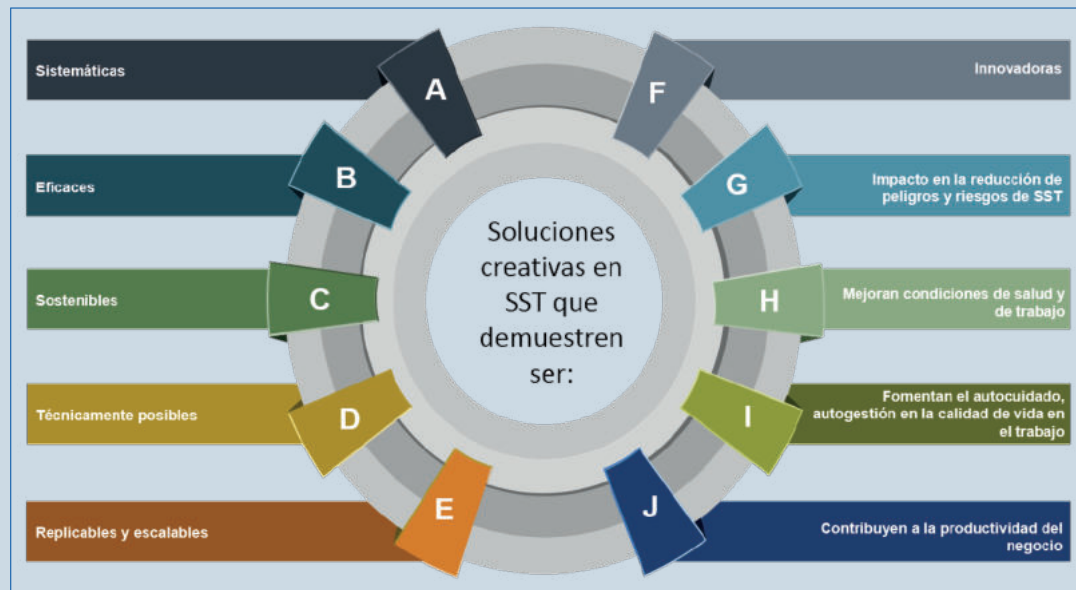 Sistemáticas
A
Eficaces
B
Sostenibles
C
Técnicamente posibles
D
Replicables y escalables
E
Soluciones
creativas en
SST que
demuestren
ser:
F
Innovadoras
G
Impacto en la reducción de
peligros y riesgos de SST
H
Mejoran condiciones de salud y
de trabajo
I
Fomentan el autocuidado,
autogestión en la calidad de vida en
el trabajo
J
Contribuyen a la productividad del
negocio